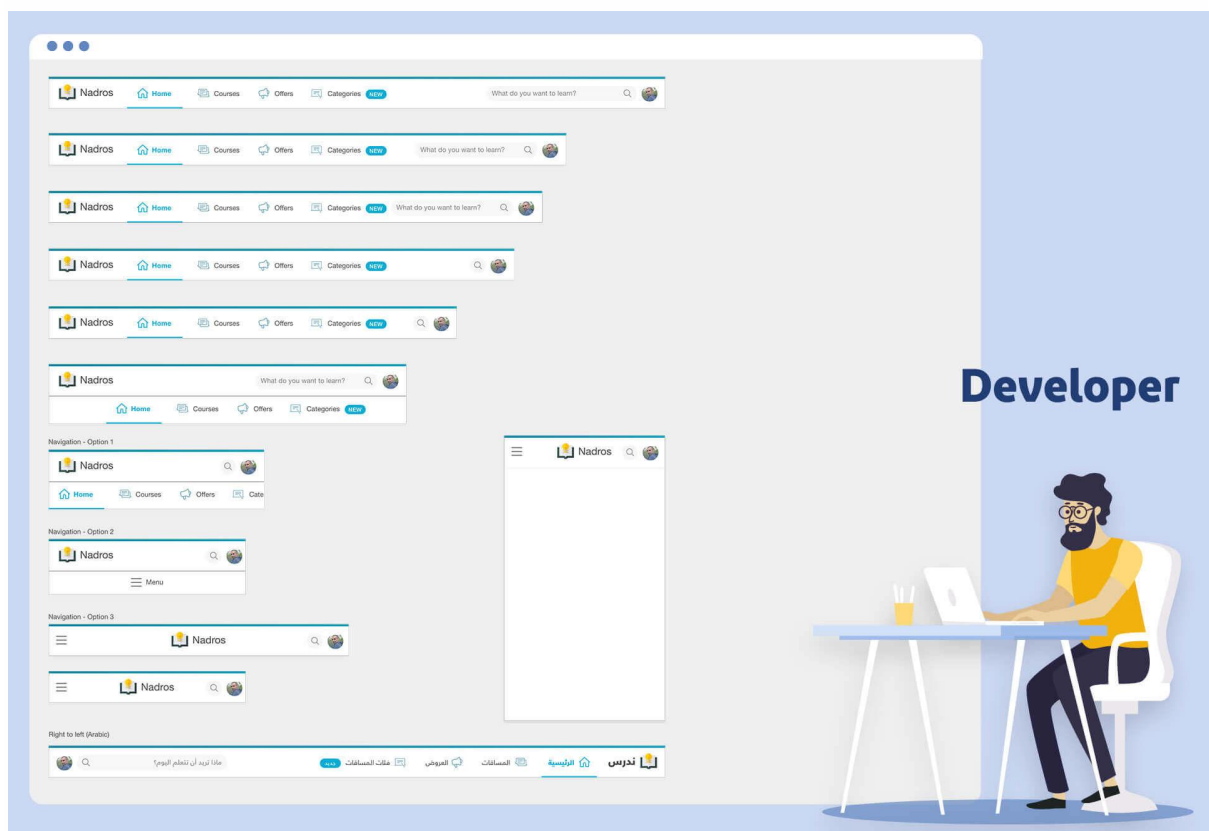 Nadros Home Courses Offers Categories NEW What do you want to learn?
Nadros Home Courses Offers Categories NEW What do you want to learn?
Nadros Home Courses Offers Categories NEW What do you want to learn?
Nadros Home Courses Offers Categories NEW
Nadros Home Courses Offers Categories NEW
Nadros What do you want to learn?
Home Courses Offers Categories NEW
Developer
Navigation - Option 1
Nadros
Home Courses Offers Cate
Nadros
Navigation - Option 2
Nadros
Menu
Navigation - Option 3
Nadros
Nadros
Right to left (Arabic)
ندرس الرئيسية المساقات العروض فئات المساقات جديد ماذا تريد أن تتعلم اليوم؟